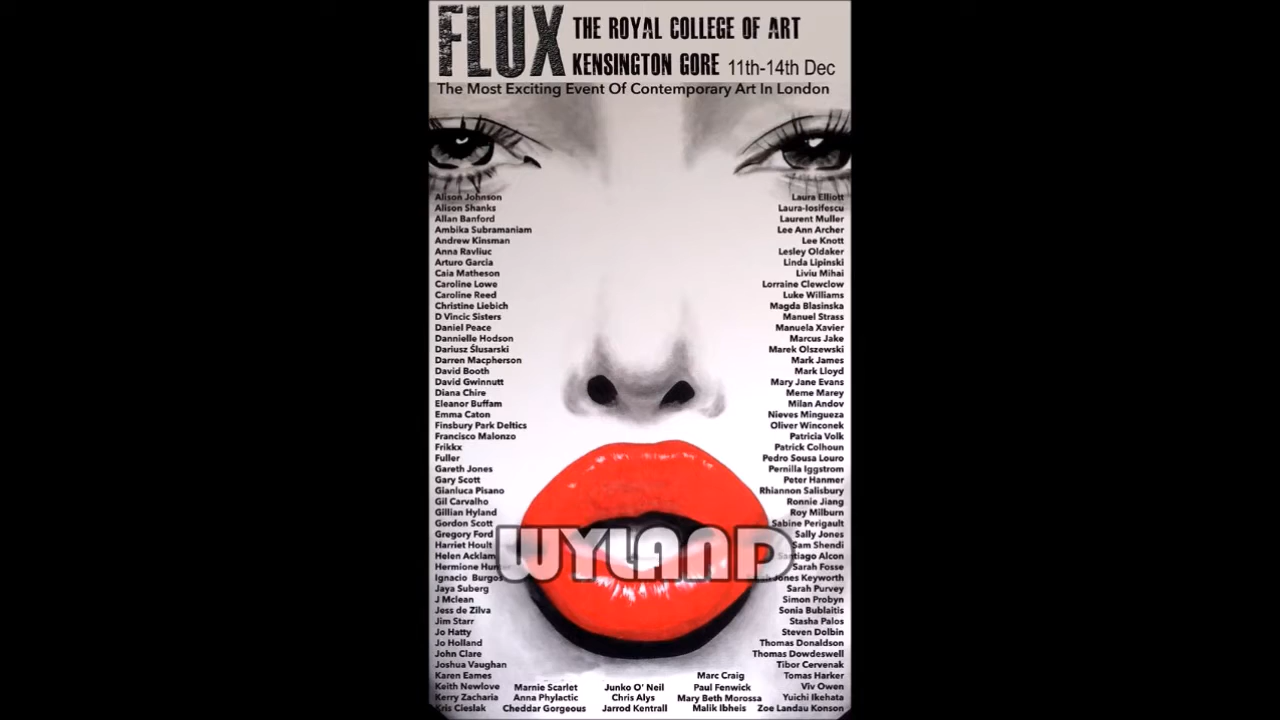 FLUX
THE ROYAL COLLEGE OF ART
KENSINGTON GORE 11th-14th Dec
The Most Exciting Event Of Contemporary Art In London
Alison Johnson
Alison Shanks
Allan Banford
Ambika Subramaniam
Andrew Kinsman
Anna Ravliuc
Arturo Garcia
Caia Matheson
Caroline Lowe
Caroline Reed
Christine Liebich
D Vincic Sisters
Daniel Peace
Dannielle Hodson
Dariusz Ślusarski
Darren Macpherson
David Booth
David Gwinnutt
Diana Chire
Eleanor Buffam
Emma Caton
Finsbury Park Deltics
Francisco Malonzo
Frikkx
Fuller
Gareth Jones
Gary Scott
Gianluca Pisano
Gil Carvalho
Gillian Hyland
Gordon Scott
Gregory Ford
Harriet Hoult
Helen Acklam
Hermione
Ignacio Burgos
Jaya Suberg
J Mclean
Jess de Zilva
Jim Starr
Jo Hatty
Jo Holland
John Clare
Joshua Vaughan
Karen Eames
Keith Newlove
Kerry Zacharia
Kris Cieslak
Laura Elliott
Laura-Iosifescu
Laurent Muller
Lee Ann Archer
Lee Knott
Lesley Oldaker
Linda Lipinski
Liviu Mihai
Lorraine Clewclow
Luke Williams
Magda Blasinska
Manuel Strass
Manuela Xavier
Marcus Jake
Marek Olszewski
Mark James
Mark Lloyd
Mary Jane Evans
Meme Marey
Milan Andov
Nieves Mingueza
Oliver Winconek
Patricia Volk
Patrick Colhoun
Pedro Sousa Louro
Pernilla Iggstrom
Peter Hanmer
Rhiannon Salisbury
Ronnie Jiang
Roy Milburn
Sabine Perigault
Sally Jones
Sam Shendi
Santiago Alcon
Sarah Fosse
Jones Keyworth
Sarah Purvey
Simon Probyn
Sonia Bublaitis
Stasha Palos
Steven Dolbin
Thomas Donaldson
Thomas Dowdeswell
Tibor Cervenak
Tomas Harker
Viv Owen
Yuichi Ikehata
Zoe Landau Konson
WYLAND
Marnie Scarlet
Anna Phylactic
Cheddar Gorgeous
Junko O' Neil
Chris Alys
Jarrod Kentrall
Marc Craig
Paul Fenwick
Mary Beth Morossa
Malik Ibheis